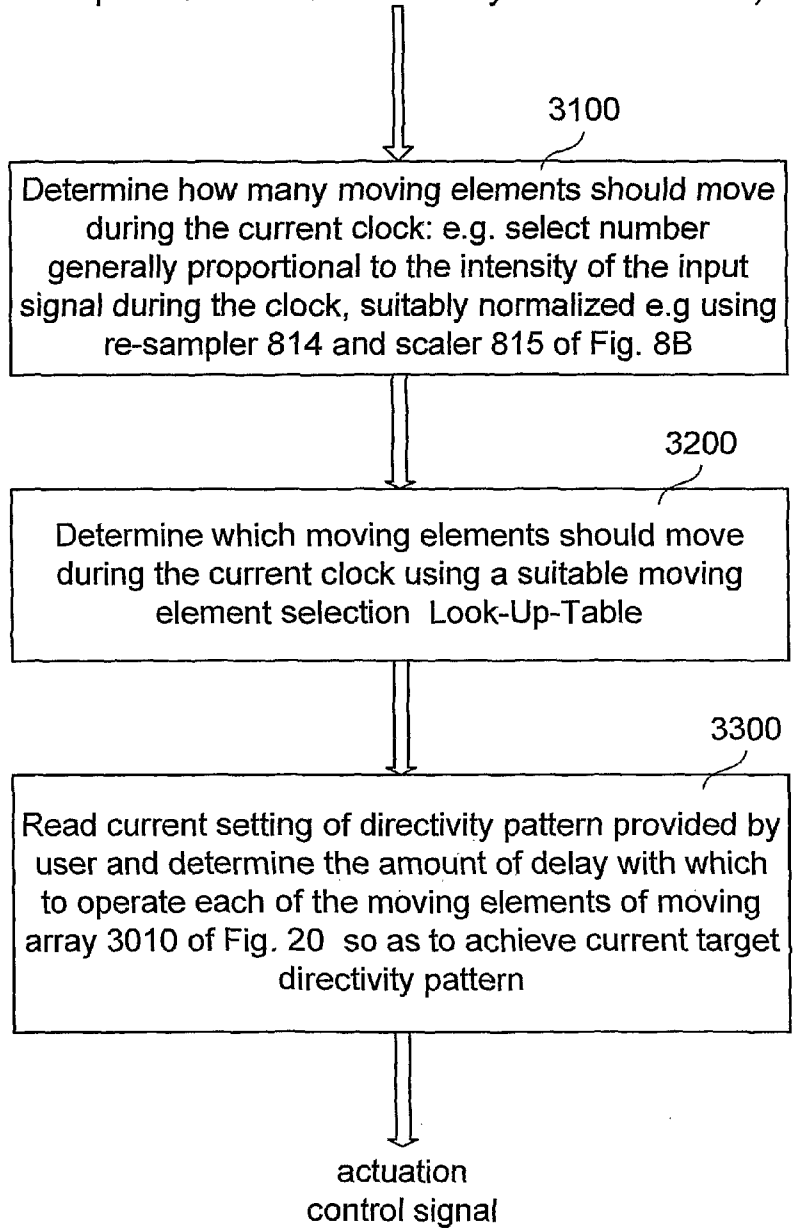 3100
Determine how many moving elements should move
during the current clock: e.g. select number
generally proportional to the intensity of the input
signal during the clock, suitably normalized e.g using
re-sampler 814 and scaler 815 of Fig. 8B
3200
Determine which moving elements should move
during the current clock using a suitable moving
element selection Look-Up-Table
3300
Read current setting of directivity pattern provided by
user and determine the amount of delay with which
to operate each of the moving elements of moving
array 3010 of Fig. 20 so as to achieve current target
directivity pattern
actuation
control signal